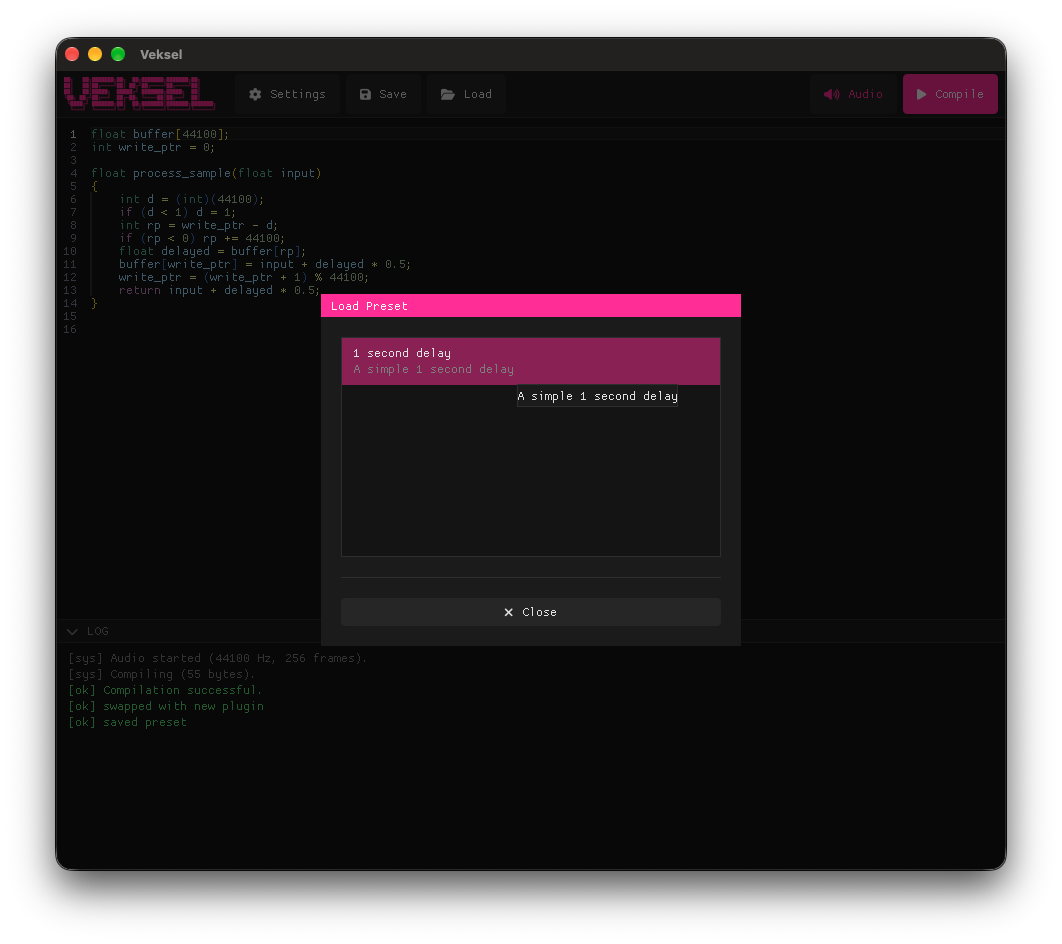 Veksel
VEKSEL
Settings
Save
Load
Audio
Compile
1 float buffer[44100];
2 int write_ptr = 0;
3
4 float process_sample(float input)
5 {
6 int d = (int)(44100);
7 if (d < 1) d = 1;
8 int rp = write_ptr - d;
9 if (rp < 0) rp += 44100;
10 float delayed = buffer[rp];
11 buffer[write_ptr] = input + delayed * 0.5;
12 write_ptr = (write_ptr + 1) % 44100;
13 return input + delayed * 0.5;
14 }
15
16
Load Preset
1 second delay
A simple 1 second delay
A simple 1 second delay
Close
LOG
[sys] Audio started (44100 Hz, 256 frames).
[sys] Compiling (55 bytes).
[ok] Compilation successful.
[ok] swapped with new plugin
[ok] saved preset